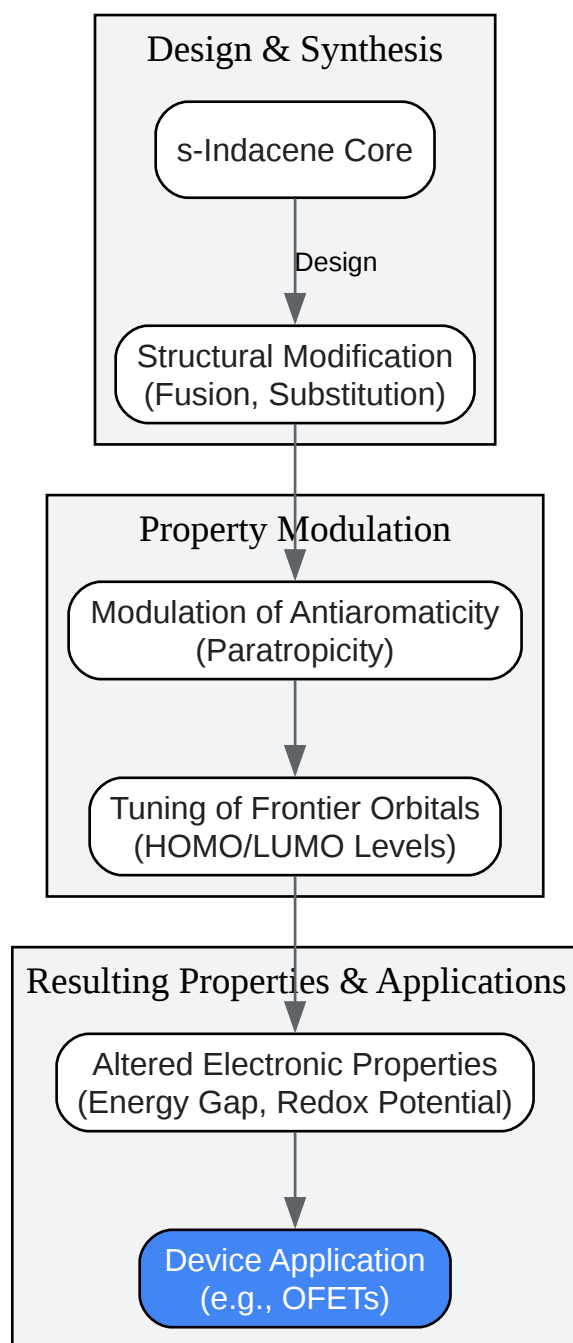 Design & Synthesis
s-Indacene Core
Design
Structural Modification
(Fusion, Substitution)
Property Modulation
Modulation of Antiaromaticity
(Paratropicity)
Tuning of Frontier Orbitals
(HOMO/LUMO Levels)
Resulting Properties & Applications
Altered Electronic Properties
(Energy Gap, Redox Potential)
Device Application
(e.g., OFETs)